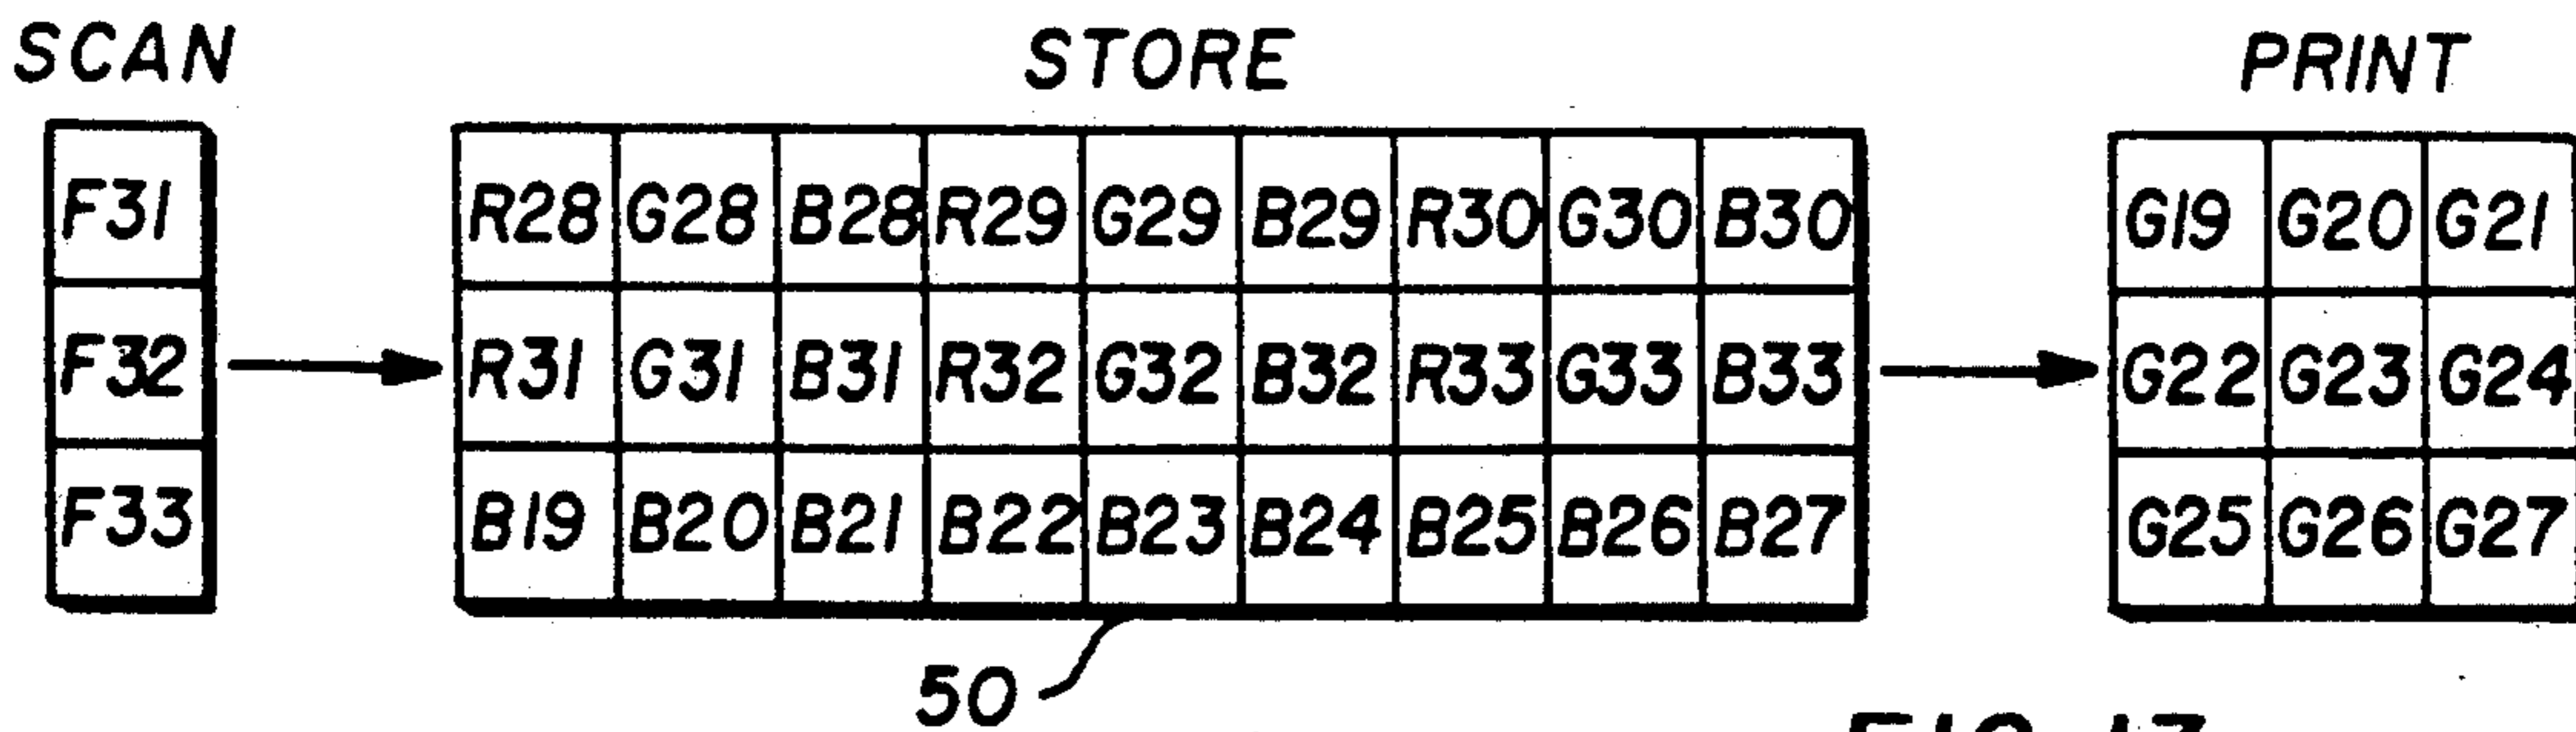 SCAN STORE PRINT
F31 R28 G28 B28 R29 G29 B29 R30 G30 B30 G19 G20 G21
F32 R31 G31 B31 R32 G32 B32 R33 G33 B33 G22 G23 G24
F33 B19 B20 B21 B22 B23 B24 B25 B26 B27 G25 G26 G27
50